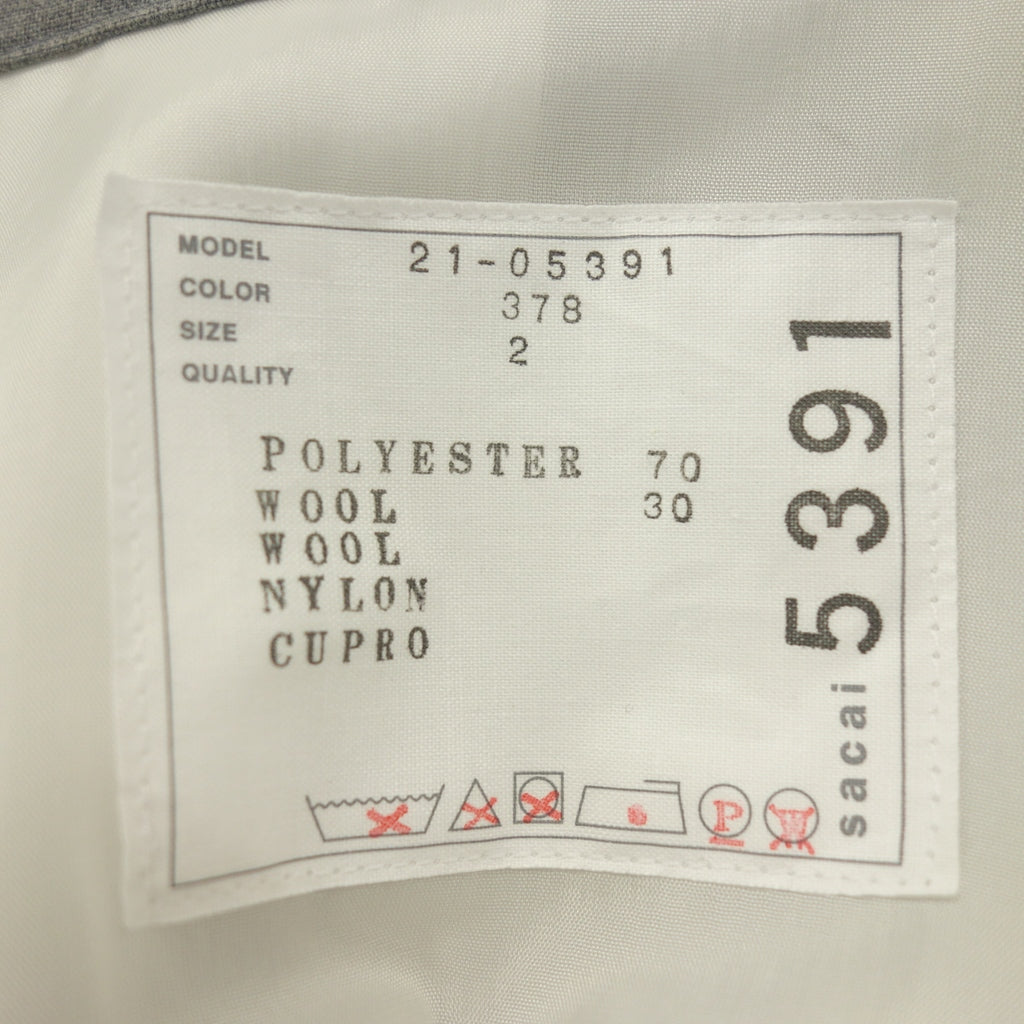 MODEL 21-05391
COLOR 378
SIZE 2
QUALITY
POLYESTER 70
WOOL 30
WOOL
NYLON
CUPRO
P
sacai 5391